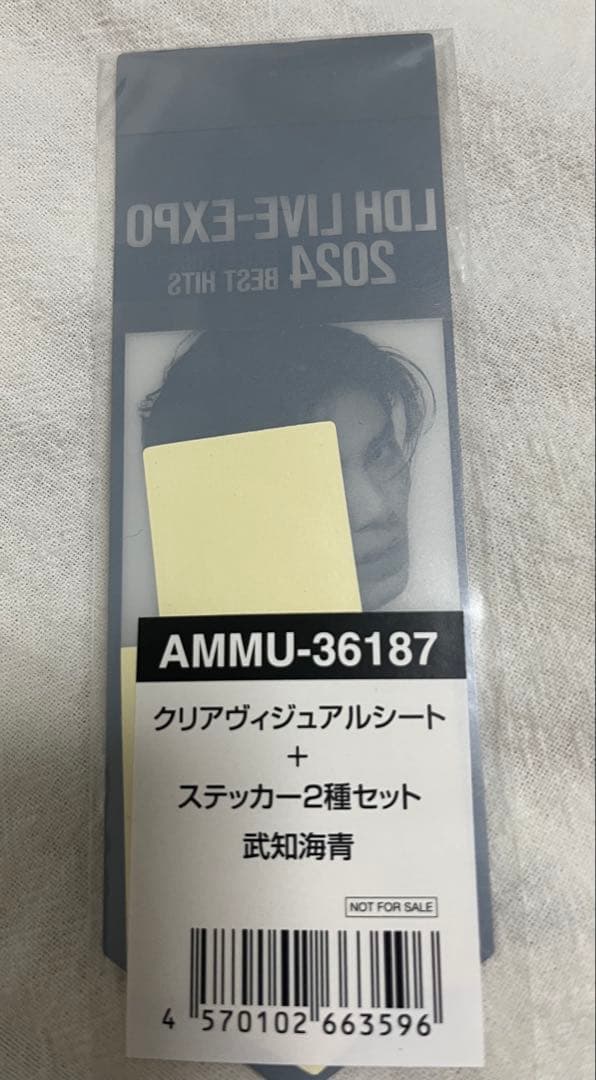 LDH LIVE-EXPO
2024 BEST HITS
AMMU-36187
クリアヴィジュアルシート
+
ステッカー2種セット
武知海青
NOT FOR SALE
4 570102 663596